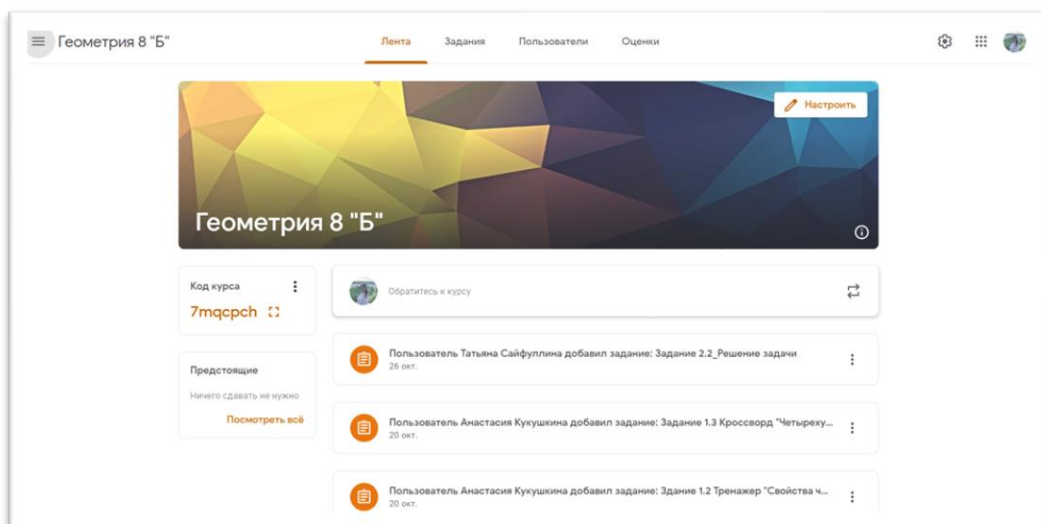 Геометрия 8 "Б"
Лента Задания Пользователи Оценки
Настроить
Геометрия 8 "Б"
Код курса
7mqcpch
Обратитесь к курсу
Пользователь Татьяна Сайфуллина добавил задание: Задание 2.2_Решение задачи
26 окт.
Предстоящие
Ничего сдавать не нужно
Посмотреть всё
Пользователь Анастасия Кукушкина добавил задание: Задание 1.3 Кроссворд "Четыреху...
20 окт.
Пользователь Анастасия Кукушкина добавил задание: Здание 1.2 Тренажер "Свойства ч...
20 окт.